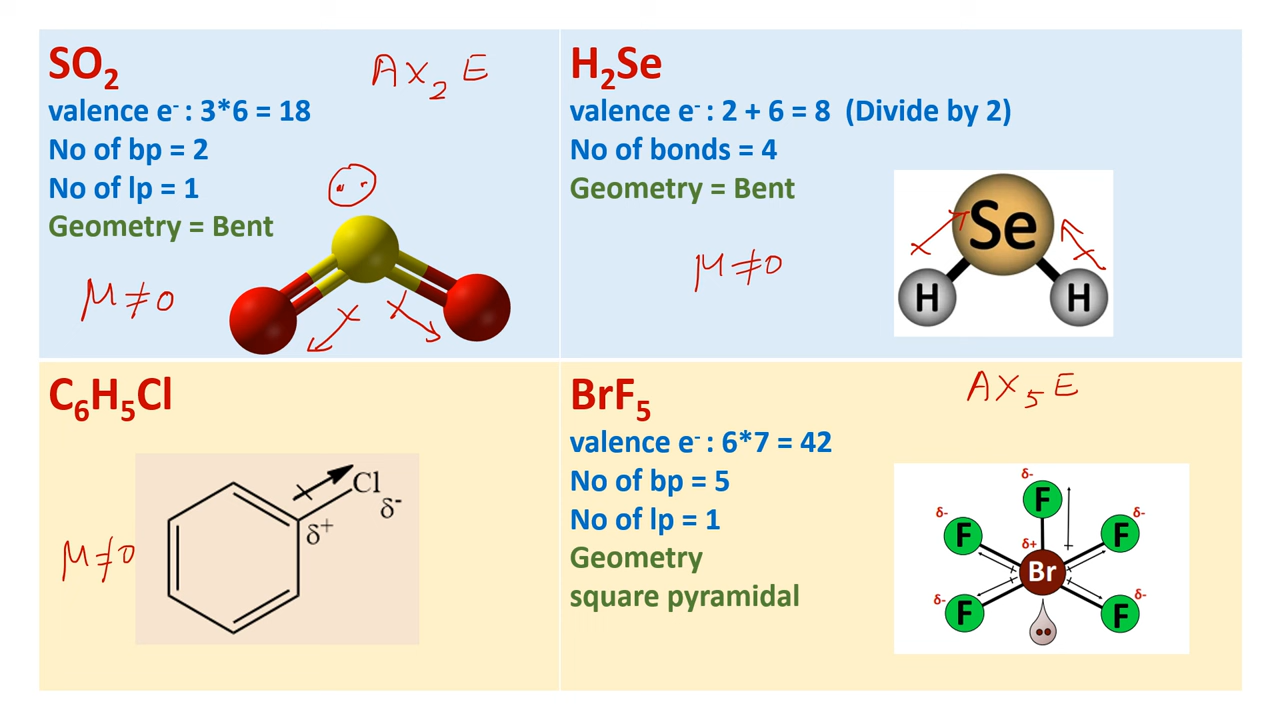 SO₂
AX₂E
valence e⁻ : 3*6 = 18
No of bp = 2
No of lp = 1
Geometry = Bent
μ≠0
H₂Se
valence e⁻ : 2 + 6 = 8 (Divide by 2)
No of bonds = 4
Geometry = Bent
μ≠0
Se
H H
C₆H₅Cl
Cl
δ⁻
δ⁺
μ≠0
BrF₅
AX₅E
valence e⁻ : 6*7 = 42
No of bp = 5
No of lp = 1
Geometry
square pyramidal
δ-
F
δ- δ-
F F
δ+
Br
δ- δ-
F F